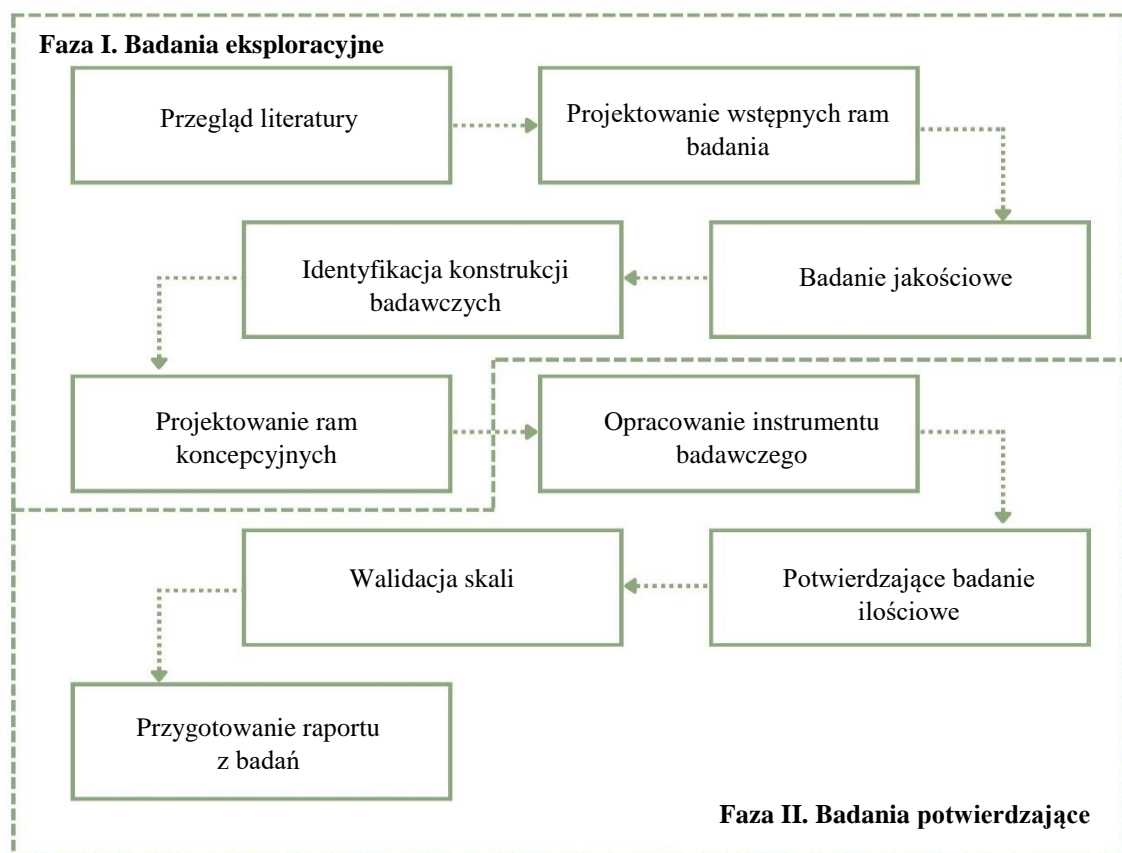 Faza I. Badania eksploracyjne
Przegląd literatury
Projektowanie wstępnych ram
badania
Badanie jakościowe
Identyfikacja konstrukcji
badawczych
Projektowanie ram
koncepcyjnych
Opracowanie instrumentu
badawczego
Potwierdzające badanie
ilościowe
Walidacja skali
Przygotowanie raportu
z badań
Faza II. Badania potwierdzające